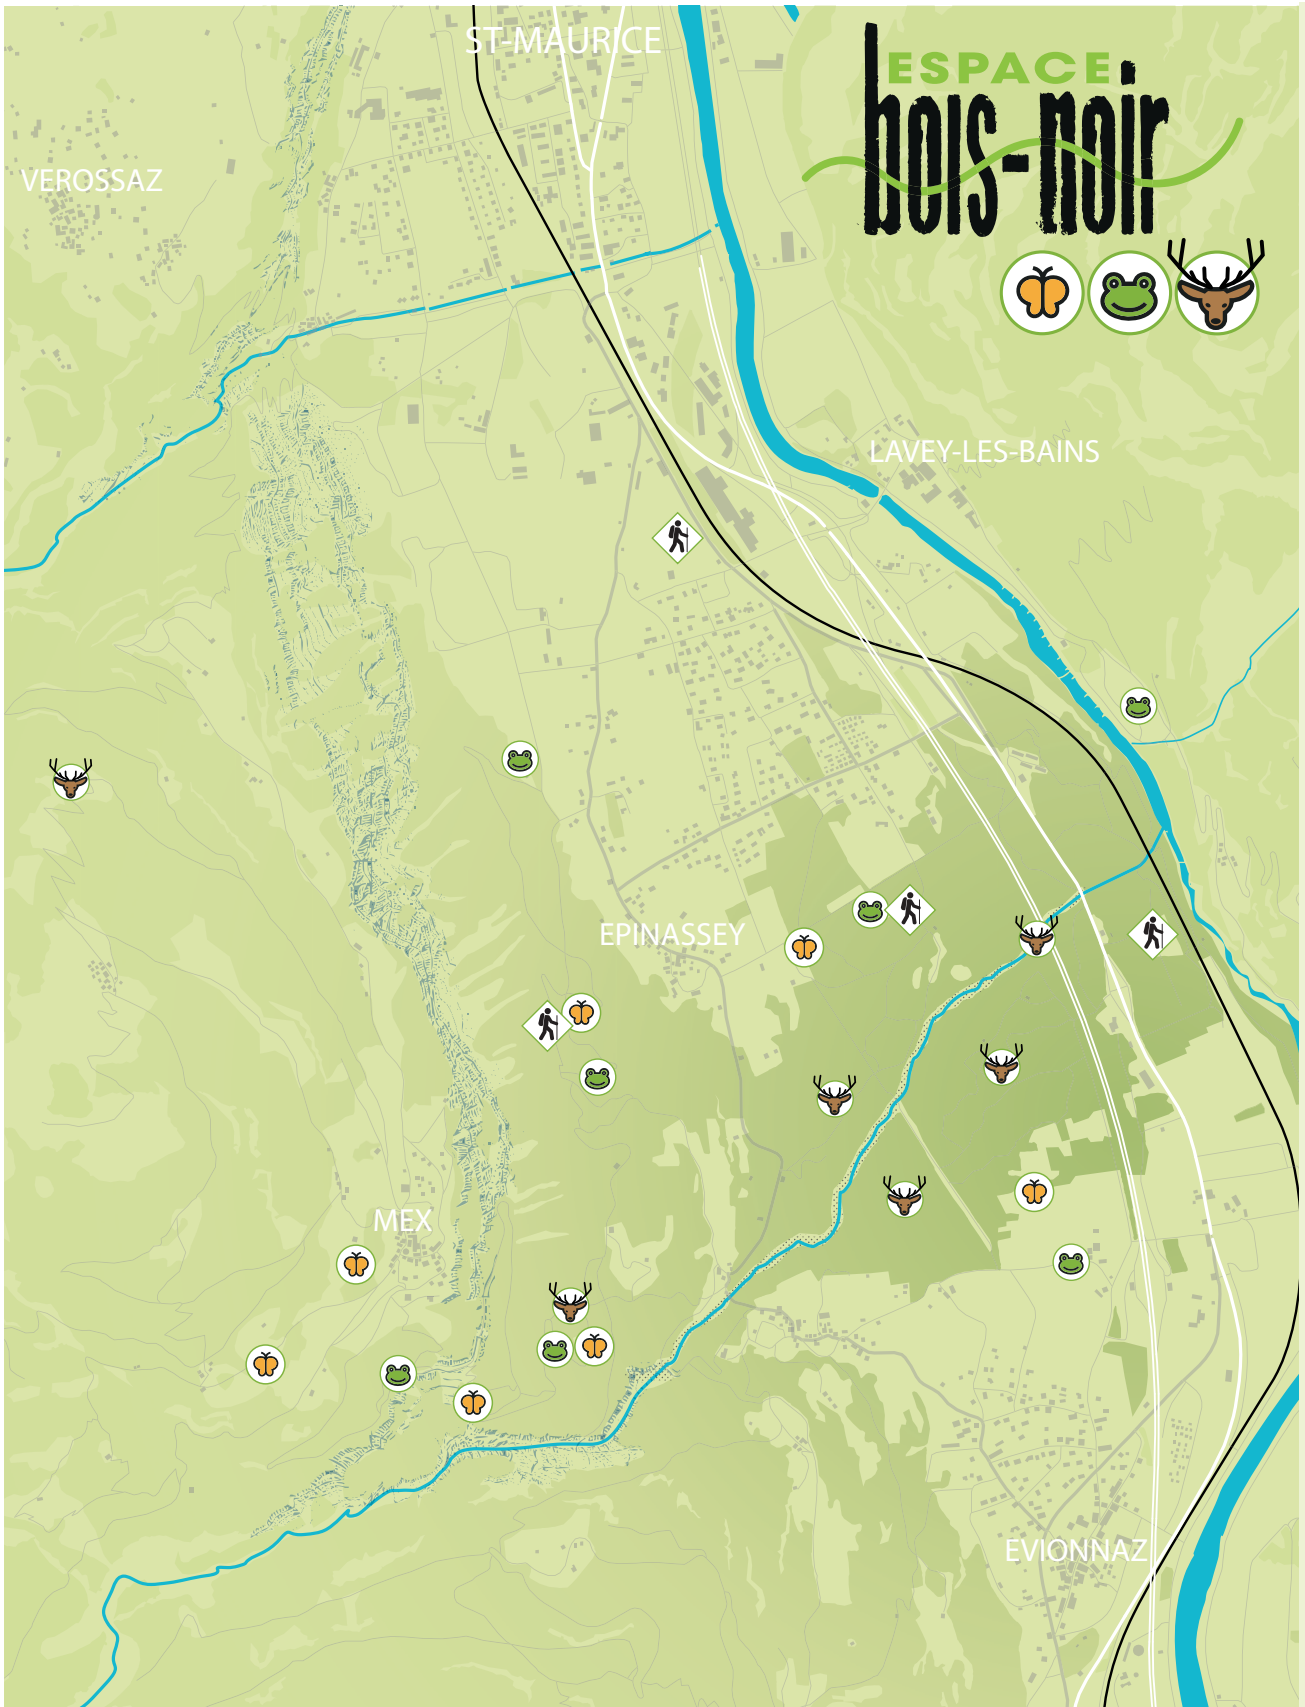 ST-MAURICE
ESPACE
bois-noir
VEROSSAZ
LAVEY-LES-BAINS
EPINASSEY
MEX
EVIONNAZ